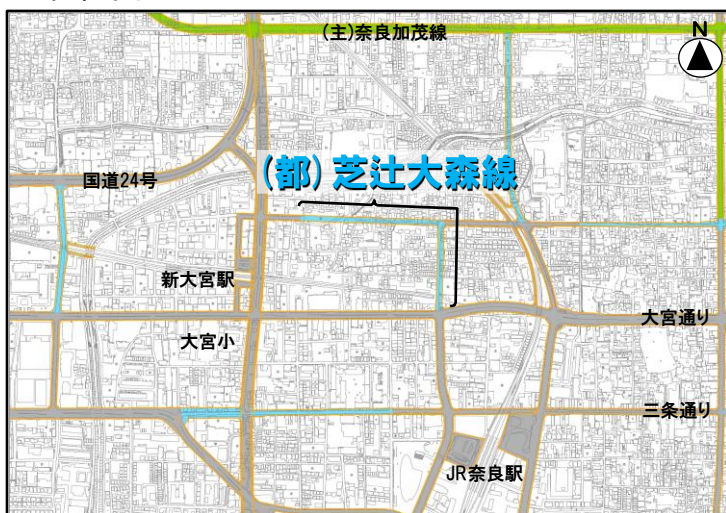 (主)奈良加茂線
N
国道24号
(都)芝辻大森線
新大宮駅
大宮通り
大宮小
三条通り
JR奈良駅